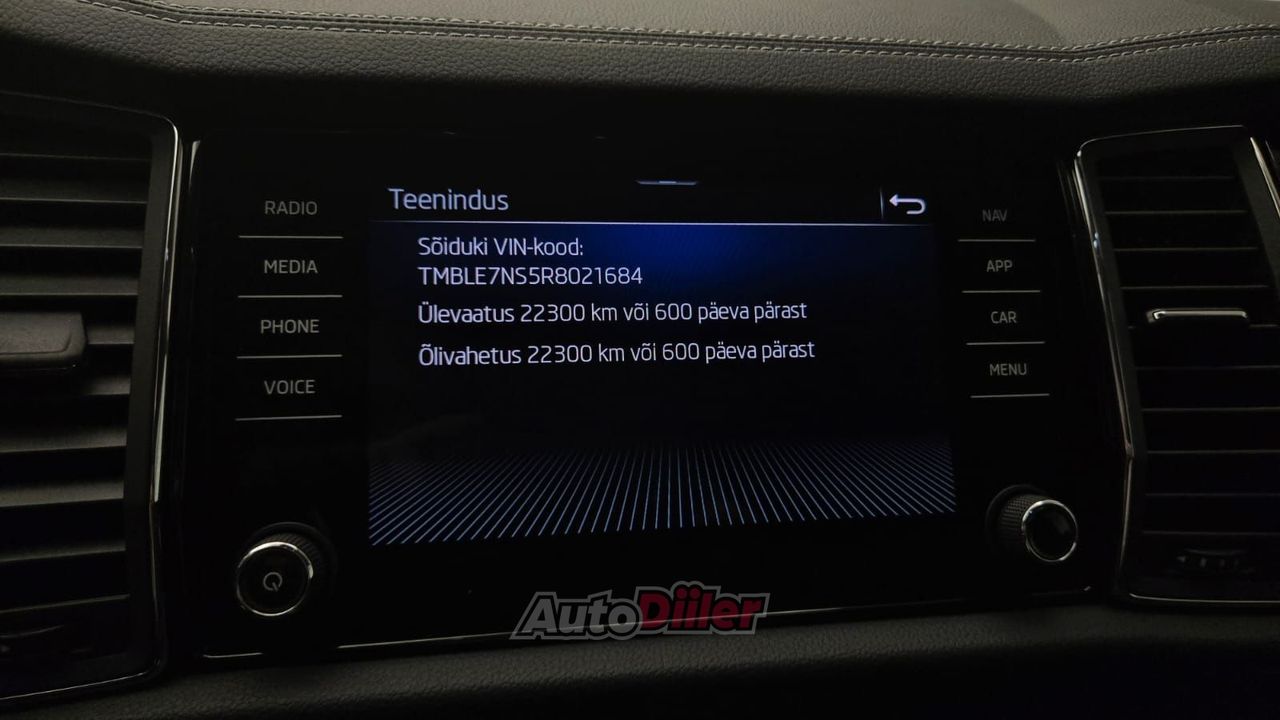 Teenindus
Sõiduki VIN-kood:
TMBLE7NS5R8021684
Ülevaatus 22300 km või 600 päeva pärast
Õlivahetus 22300 km või 600 päeva pärast
RADIO
MEDIA
PHONE
VOICE
NAV
APP
CAR
MENU
AutoDiiler